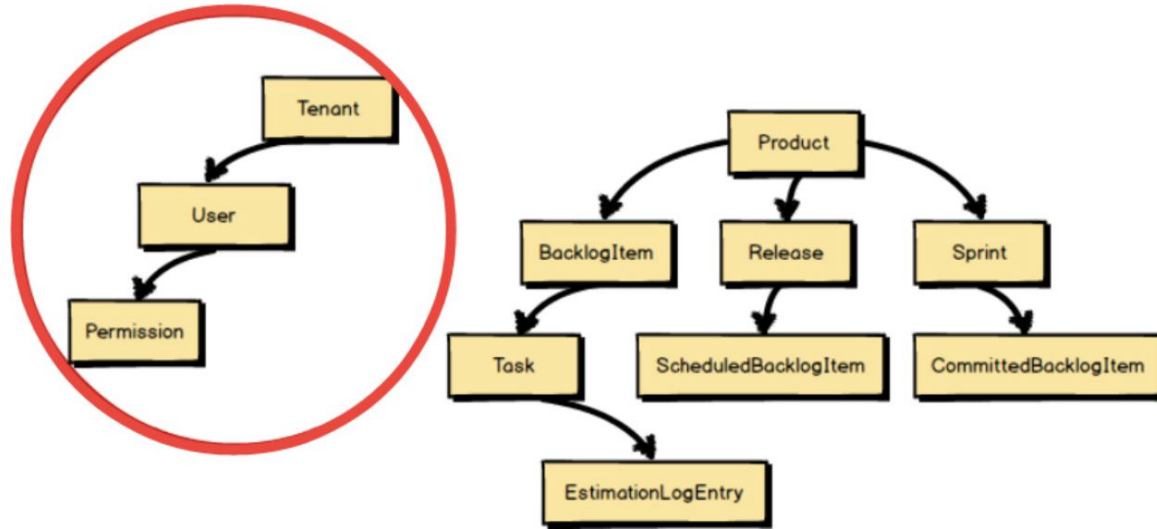 Tenant
User
Permission
Product
BacklogItem
Release
Sprint
Task
ScheduledBacklogItem
CommittedBacklogItem
EstimationLogEntry